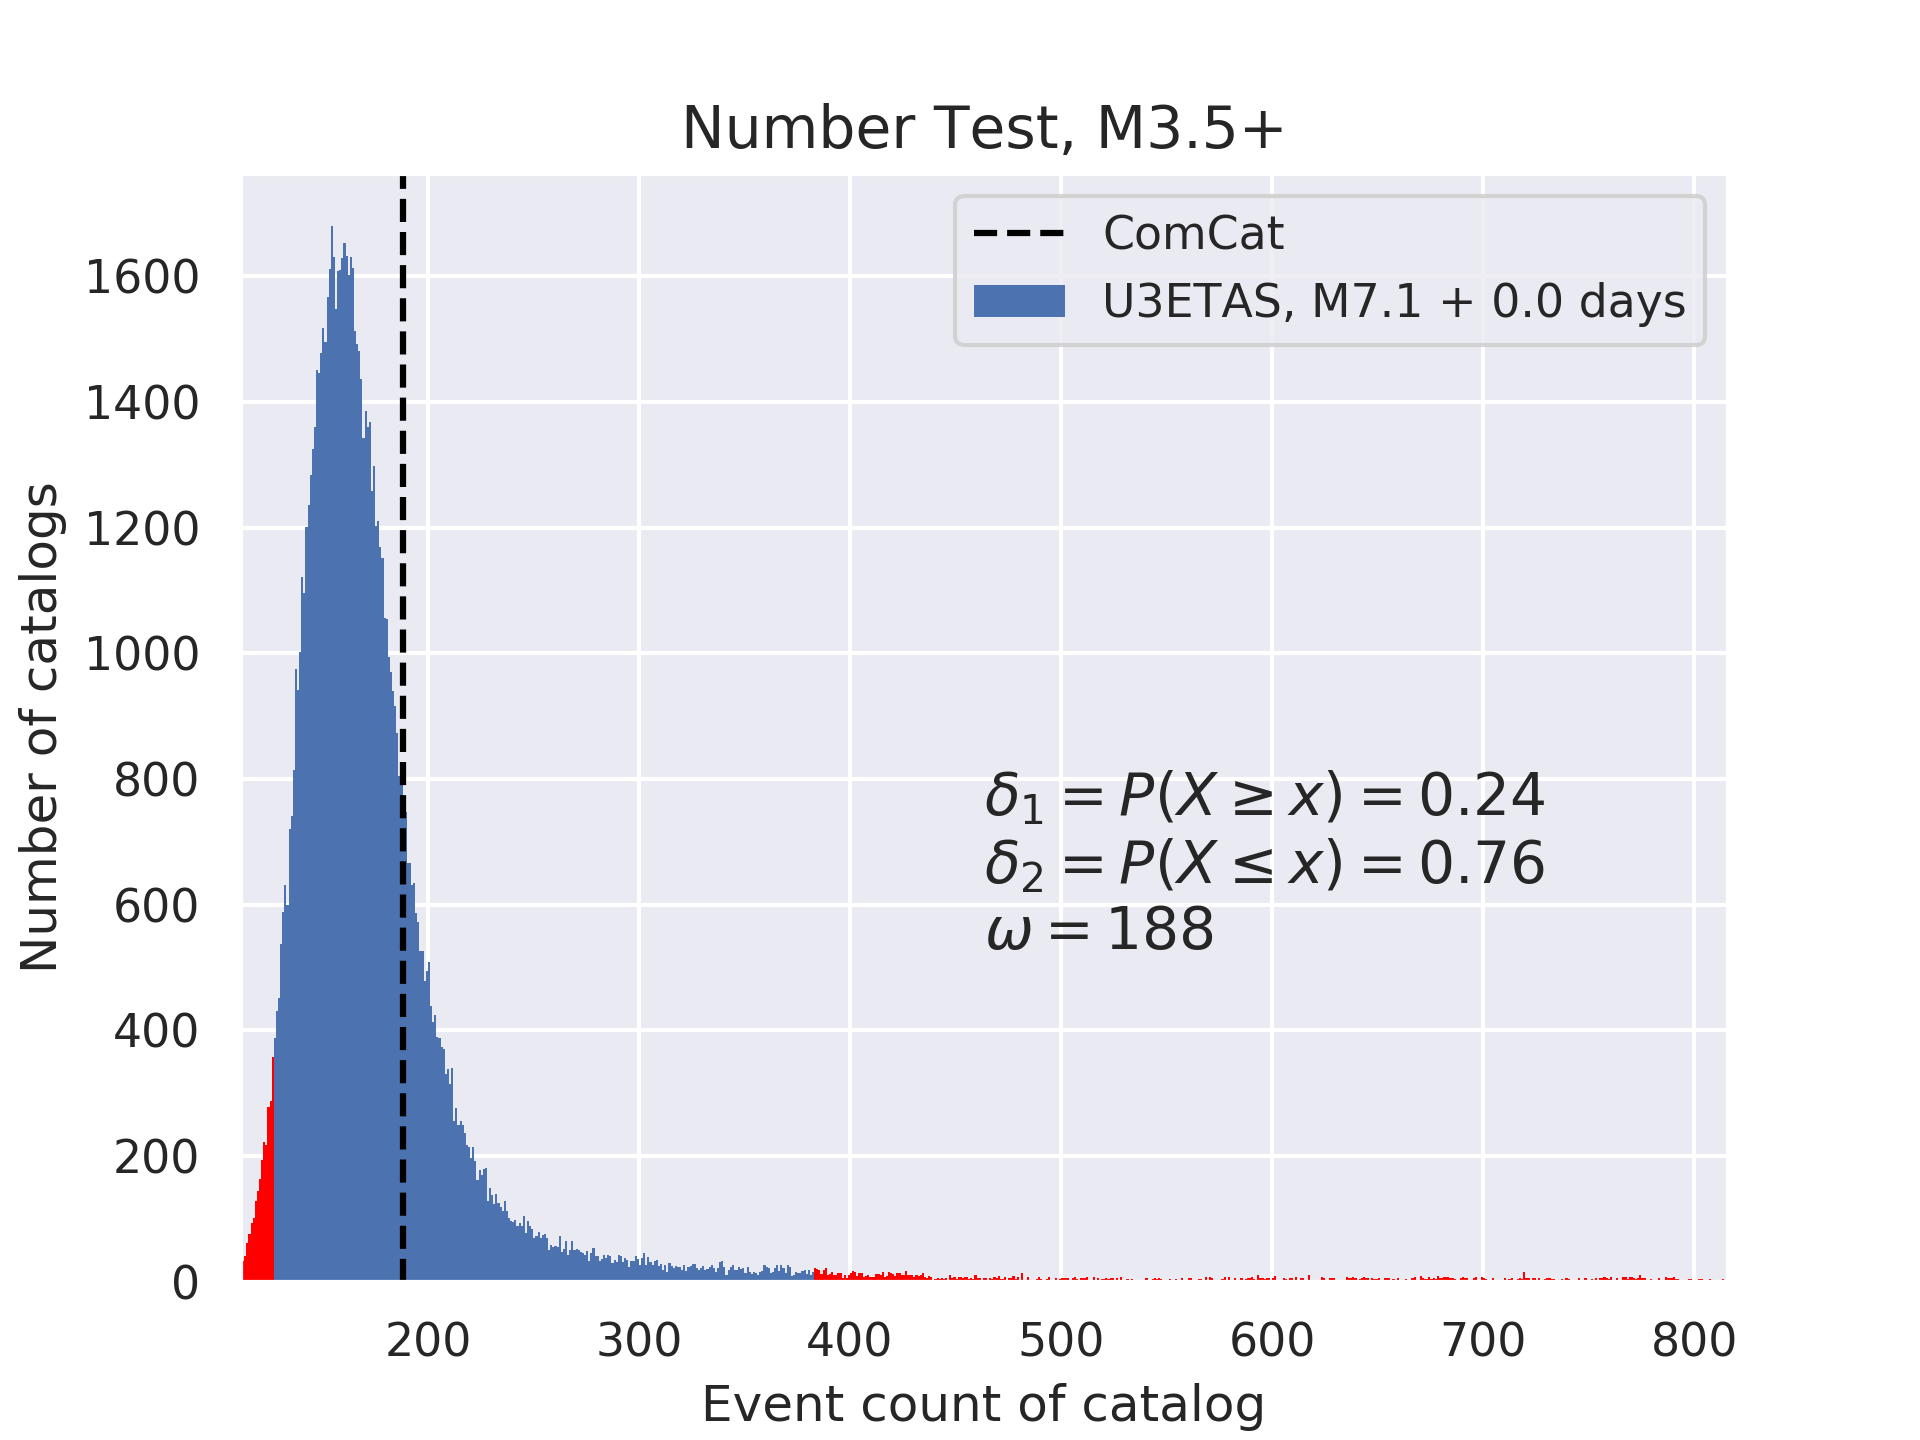 Number Test, M3.5+
ComCat
U3ETAS, M7.1 + 0.0 days
1600
1400
1200
1000
800
600
400
200
0
Number of catalogs
δ₁ = P(X ≥ x) = 0.24
δ₂ = P(X ≤ x) = 0.76
ω = 188
200 300 400 500 600 700 800
Event count of catalog